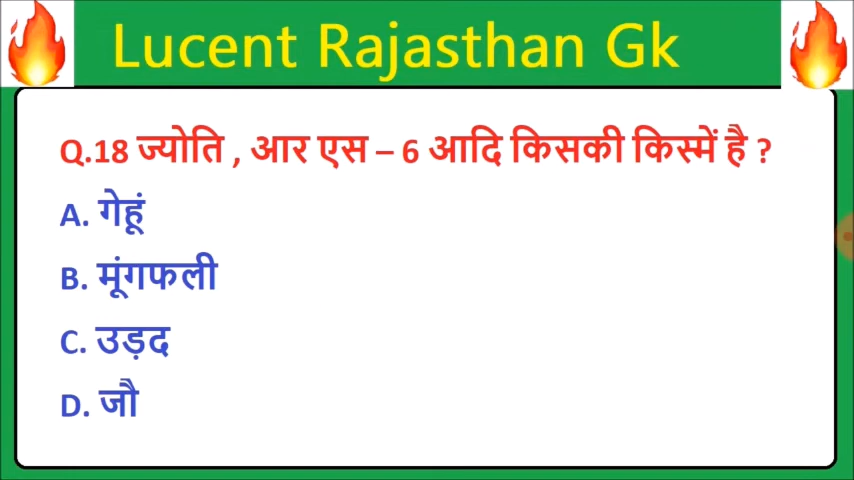 Lucent Rajasthan Gk
Q.18 ज्योति , आर एस – 6 आदि किसकी किस्में है ?
A. गेहूं
B. मूंगफली
C. उड़द
D. जौ